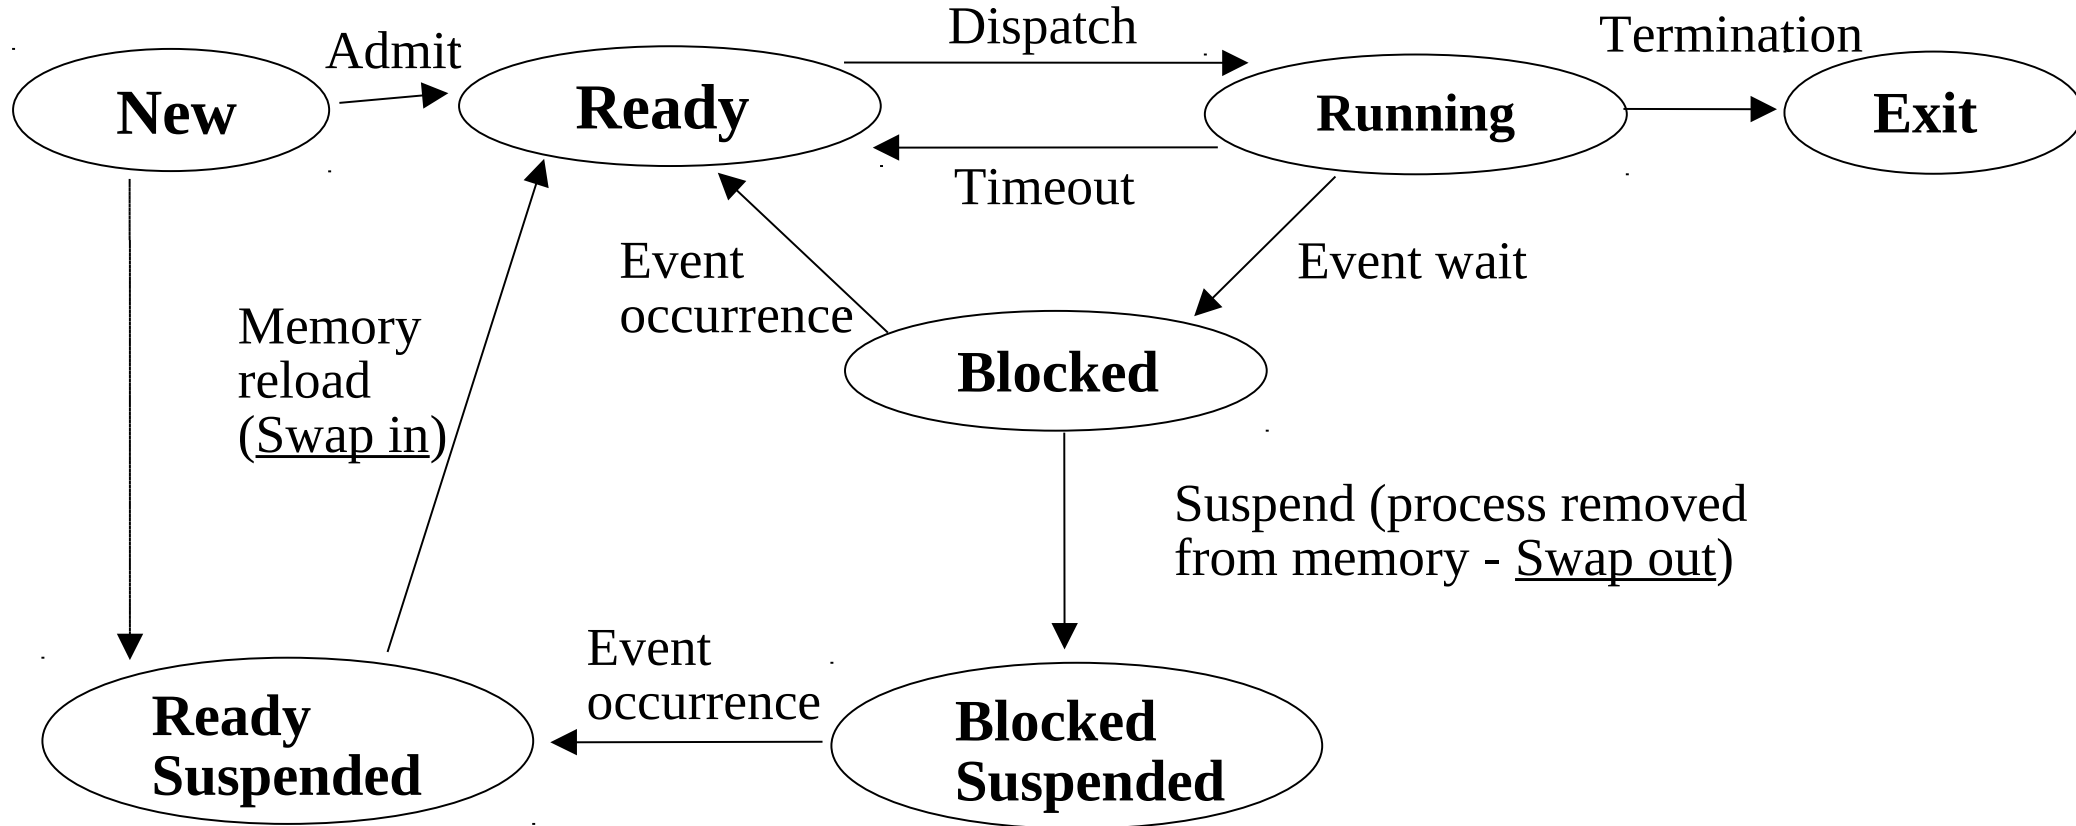 Admit
Dispatch
Termination
New
Ready
Running
Exit
Timeout
Event
occurrence
Event wait
Memory
reload
(Swap in)
Blocked
Suspend (process removed
from memory - Swap out)
Event
occurrence
Ready
Suspended
Blocked
Suspended